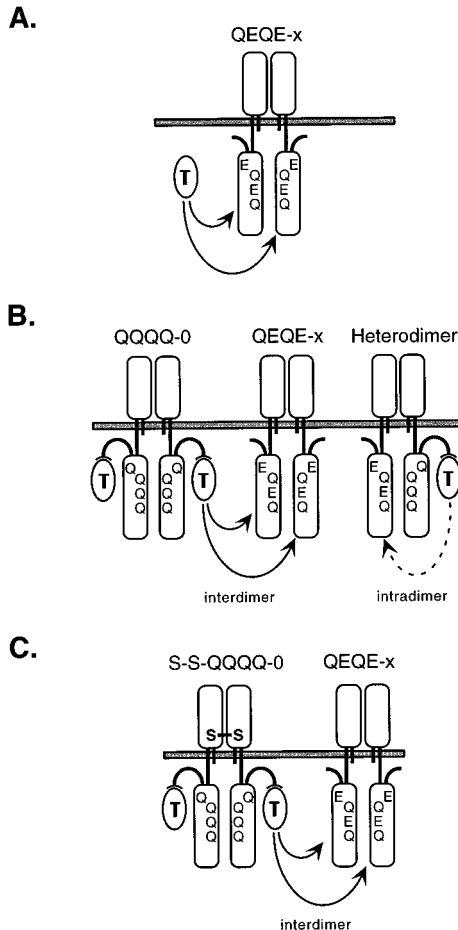 A.
QEQE-x
T
E E
Q Q
E E
Q Q
B.
QQQQ-0 QEQE-x Heterodimer
Q Q E E E Q
T Q Q T Q Q Q Q T
Q Q E E E Q
Q Q Q Q Q Q
interdimer intradimer
C.
S-S-QQQQ-0 QEQE-x
S S
Q Q E E
T Q Q T Q Q
Q Q E E
Q Q Q Q
interdimer